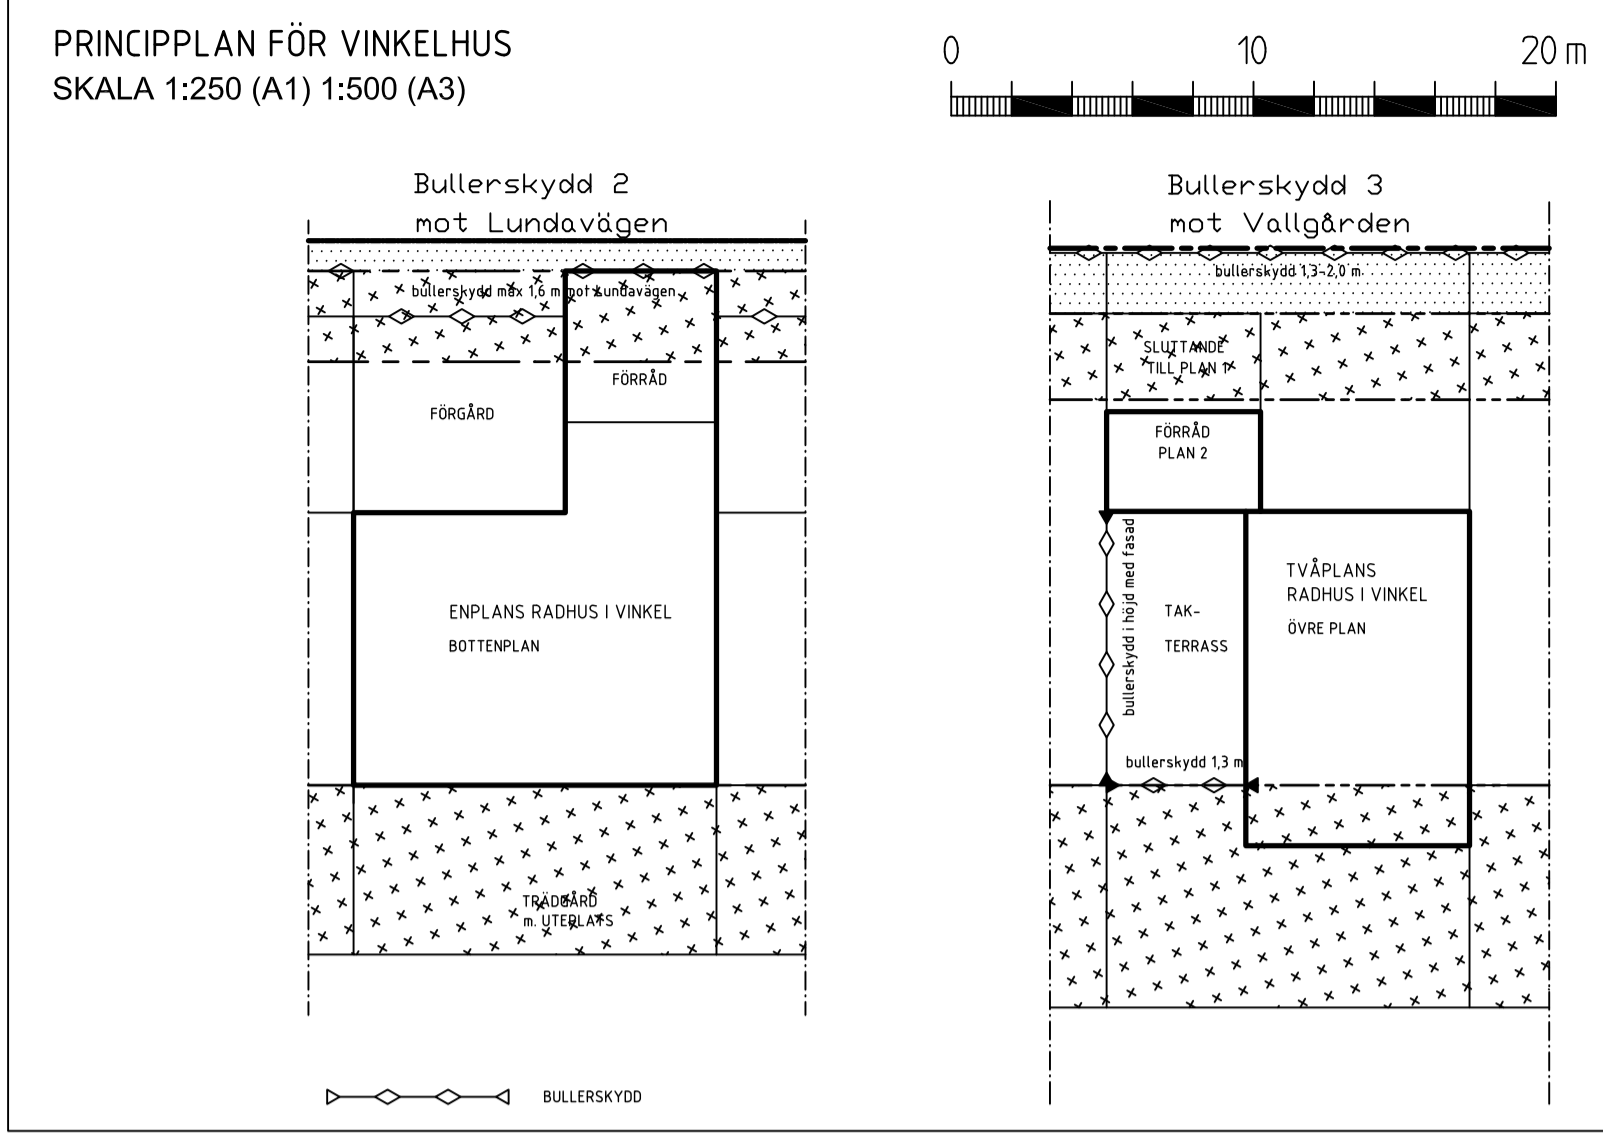 PRINCIPPLAN FÖR VINKELHUS
SKALA 1:250 (A1) 1:500 (A3)
0 10 20 m
Bullerskydd 2
mot Lundavägen
bullerskydd max 1,6 m mot Lundavägen
FÖRRÅD
FÖRGÅRD
ENPLANS RADHUS I VINKEL
BOTTENPLAN
TRÄDGÅRD
m. UTEPLATS
BULLERSKYDD
Bullerskydd 3
mot Vallgården
bullerskydd 1,3-2,0 m
SLUTTANDE
TILL PLAN 1
FÖRRÅD
PLAN 2
bullerskydd i höjd med fasad
TAK-
TERRASS
TVÅPLANS
RADHUS I VINKEL
ÖVRE PLAN
bullerskydd 1,3 m